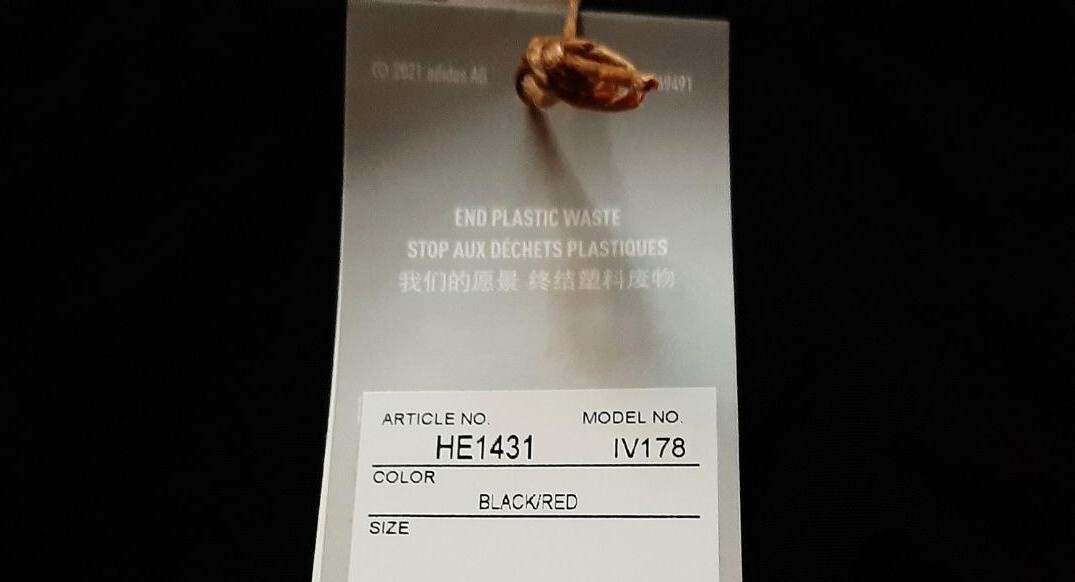 © 2021 adidas AG
END PLASTIC WASTE
STOP AUX DÉCHETS PLASTIQUES
我们的愿景 终结塑料废物
ARTICLE NO. MODEL NO.
HE1431 IV178
COLOR
BLACK/RED
SIZE